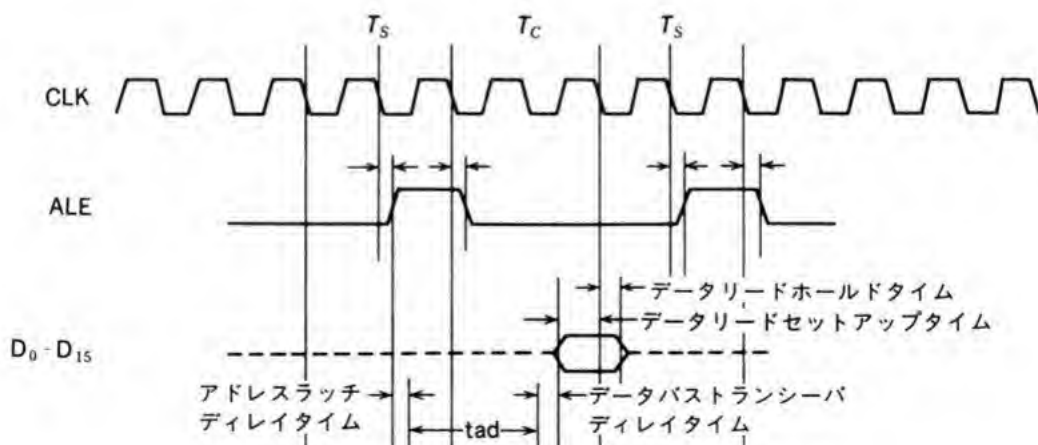 Ts Tc Ts
CLK
ALE
データリードホールドタイム
データリードセットアップタイム
D₀-D₁₅
アドレスラッチ
ディレイタイム
tad
データバストランシーバ
ディレイタイム